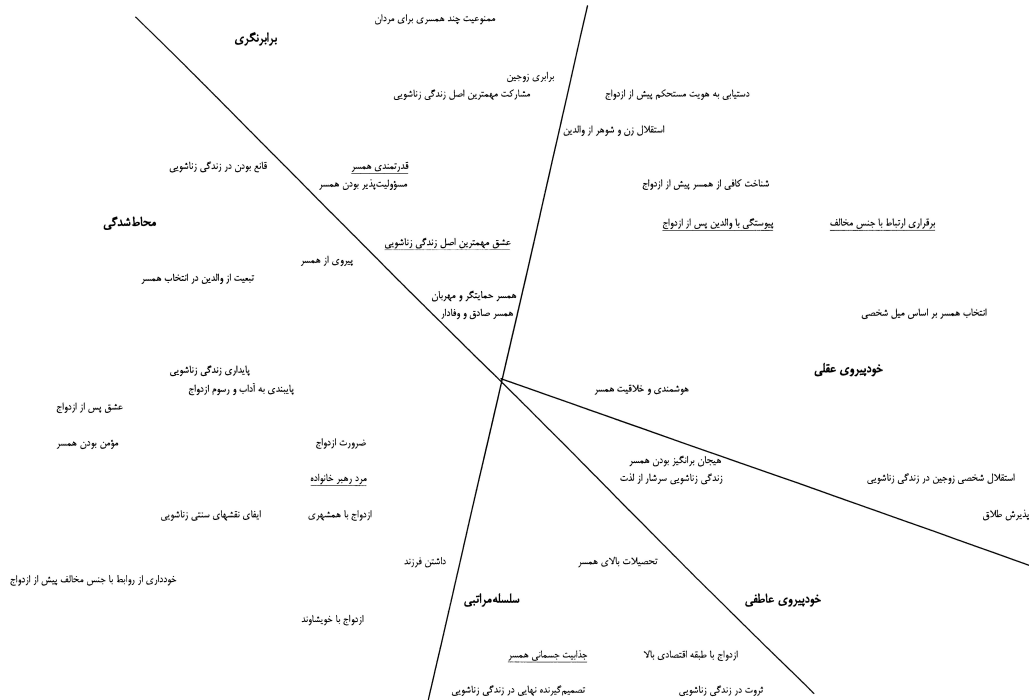 ممنوعیت چند همسری برای مردان
برابرنگری
برابری زوجین
مشارکت مهمترین اصل زندگی زناشویی
دستیابی به هویت مستحکم پیش از ازدواج
استقلال زن و شوهر از والدین
قدرتمندی همسر
قانع بودن در زندگی زناشویی
مسؤولیت‌پذیر بودن همسر
شناخت کافی از همسر پیش از ازدواج
برقراری ارتباط با جنس مخالف
پیوستگی با والدین پس از ازدواج
محاط‌شدگی
عشق مهمترین اصل زندگی زناشویی
پیروی از همسر
تبعیت از والدین در انتخاب همسر
همسر حمایتگر و مهربان
همسر صادق و وفادار
انتخاب همسر بر اساس میل شخصی
خودپیروی عقلی
پایداری زندگی زناشویی
پایبندی به آداب و رسوم ازدواج
هوشمندی و خلاقیت همسر
عشق پس از ازدواج
ضرورت ازدواج
مؤمن بودن همسر
هیجان برانگیز بودن همسر
استقلال شخصی زوجین در زندگی زناشویی
زندگی زناشویی سرشار از لذت
مرد رهبر خانواده
پذیرش طلاق
ازدواج با همشهری
ایفای نقشهای سنتی زناشویی
تحصیلات بالای همسر
داشتن فرزند
خودداری از روابط با جنس مخالف پیش از ازدواج
خودپیروی عاطفی
سلسله‌مراتبی
ازدواج با خویشاوند
ازدواج با طبقه اقتصادی بالا
جذابیت جسمانی همسر
ثروت در زندگی زناشویی
تصمیم‌گیرنده نهایی در زندگی زناشویی